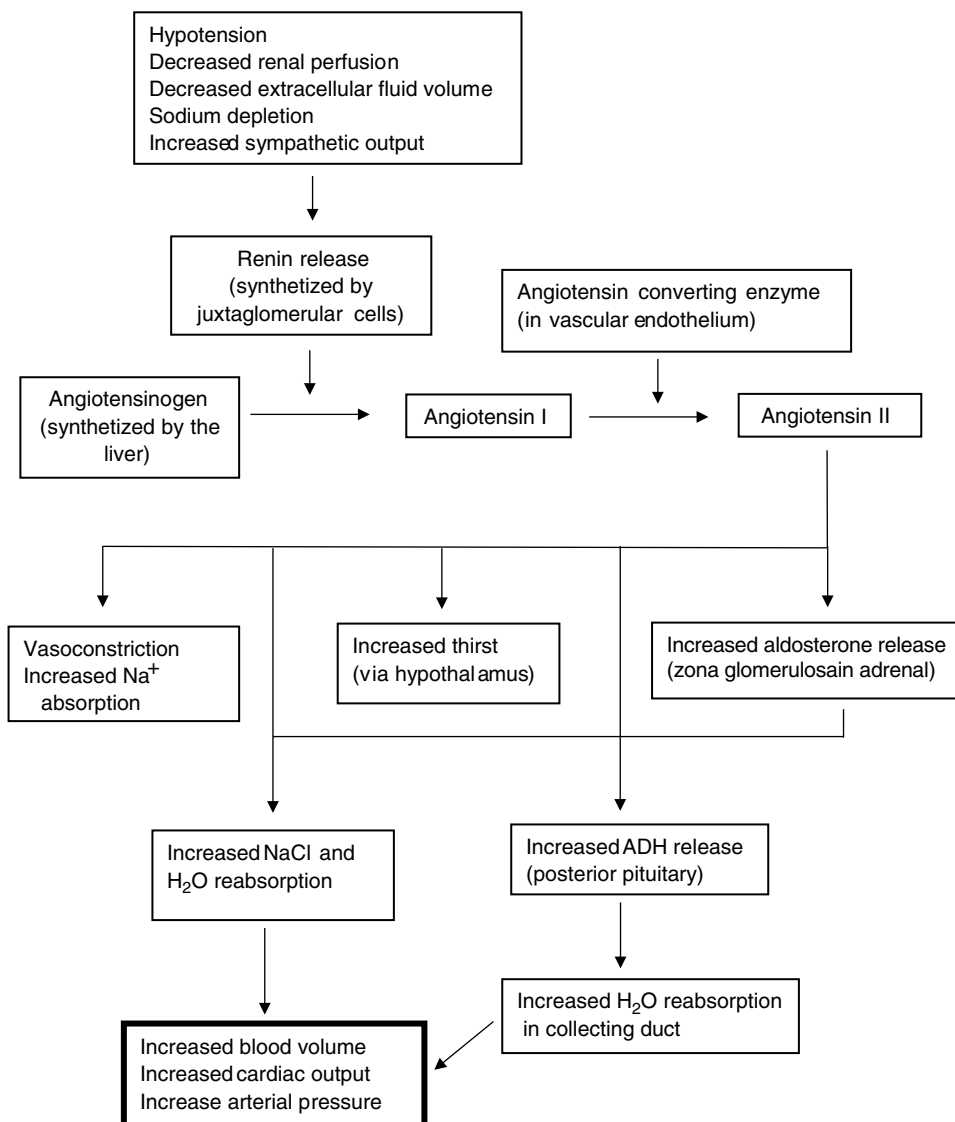 Hypotension
Decreased renal perfusion
Decreased extracellular fluid volume
Sodium depletion
Increased sympathetic output
Renin release
(synthetized by
juxtaglomerular cells)
Angiotensin converting enzyme
(in vascular endothelium)
Angiotensinogen
(synthetized by the
liver)
Angiotensin I
Angiotensin II
Vasoconstriction
Increased Na⁺
absorption
Increased thirst
(via hypothalamus)
Increased aldosterone release
(zona glomerulosain adrenal)
Increased NaCl and
H₂O reabsorption
Increased ADH release
(posterior pituitary)
Increased H₂O reabsorption
in collecting duct
Increased blood volume
Increased cardiac output
Increase arterial pressure